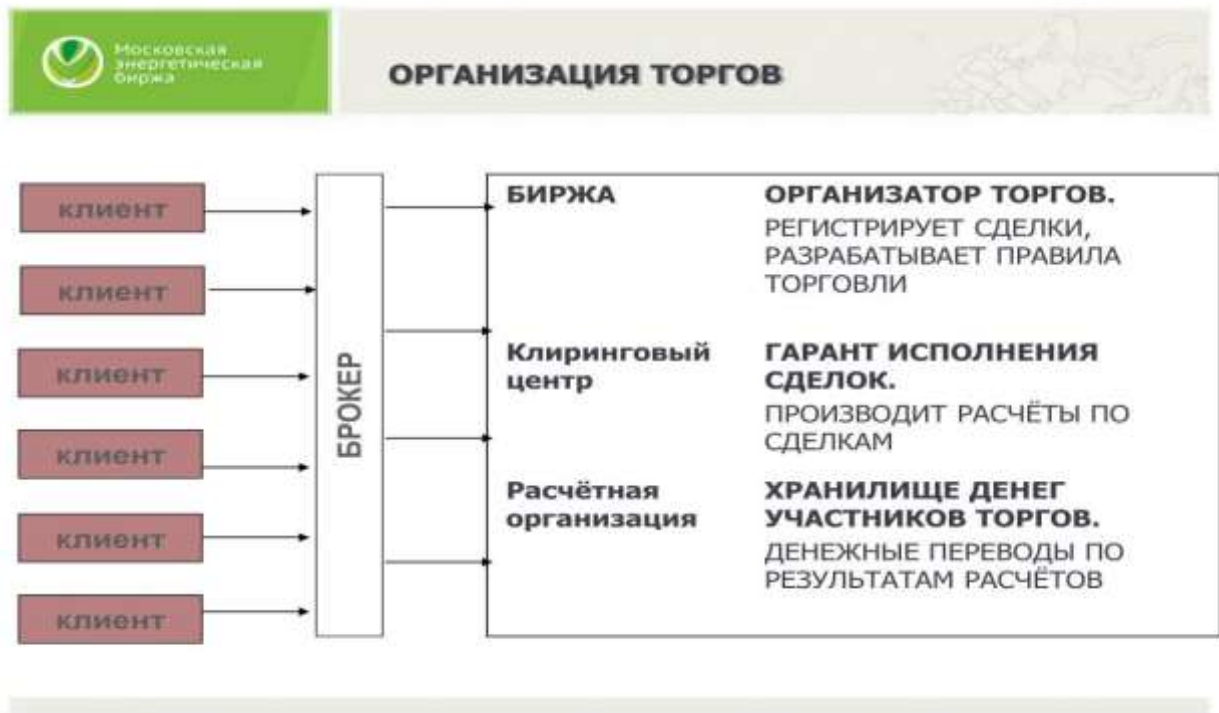 Московская
энергетическая
биржа
ОРГАНИЗАЦИЯ ТОРГОВ
клиент
клиент
клиент
клиент
клиент
клиент
БРОКЕР
БИРЖА
ОРГАНИЗАТОР ТОРГОВ.
РЕГИСТРИРУЕТ СДЕЛКИ,
РАЗРАБАТЫВАЕТ ПРАВИЛА
ТОРГОВЛИ
Клиринговый
центр
ГАРАНТ ИСПОЛНЕНИЯ
СДЕЛОК.
ПРОИЗВОДИТ РАСЧЁТЫ ПО
СДЕЛКАМ
Расчётная
организация
ХРАНИЛИЩЕ ДЕНЕГ
УЧАСТНИКОВ ТОРГОВ.
ДЕНЕЖНЫЕ ПЕРЕВОДЫ ПО
РЕЗУЛЬТАТАМ РАСЧЁТОВ